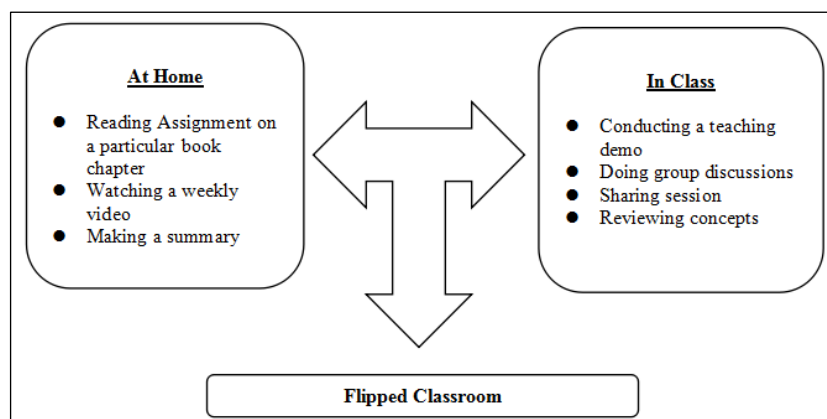 At Home
● Reading Assignment on
a particular book
chapter
● Watching a weekly
video
● Making a summary
In Class
● Conducting a teaching
demo
● Doing group discussions
● Sharing session
● Reviewing concepts
Flipped Classroom